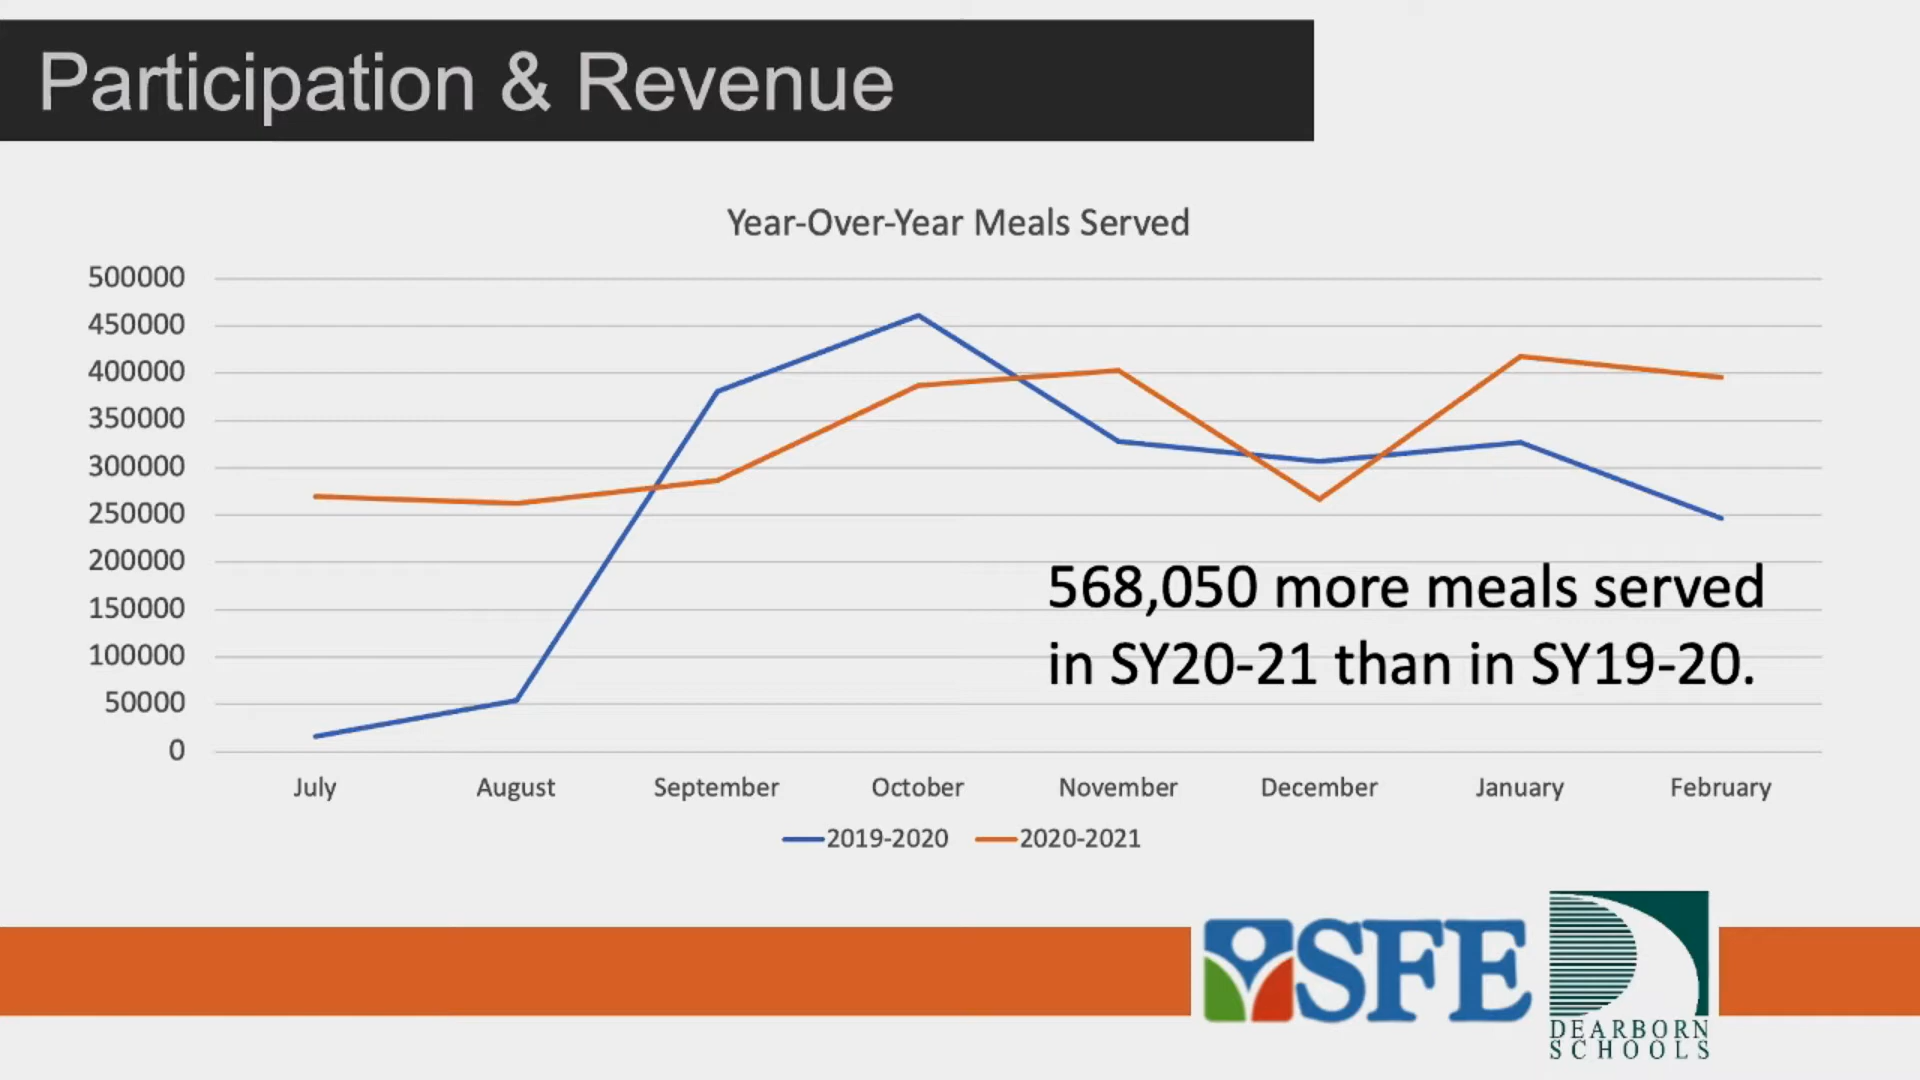 Participation & Revenue
Year-Over-Year Meals Served
500000
450000
400000
350000
300000
250000
200000
150000
100000
50000
0
568,050 more meals served
in SY20-21 than in SY19-20.
July August September October November December January February
2019-2020 2020-2021
SFE
DEARBORN
SCHOOLS